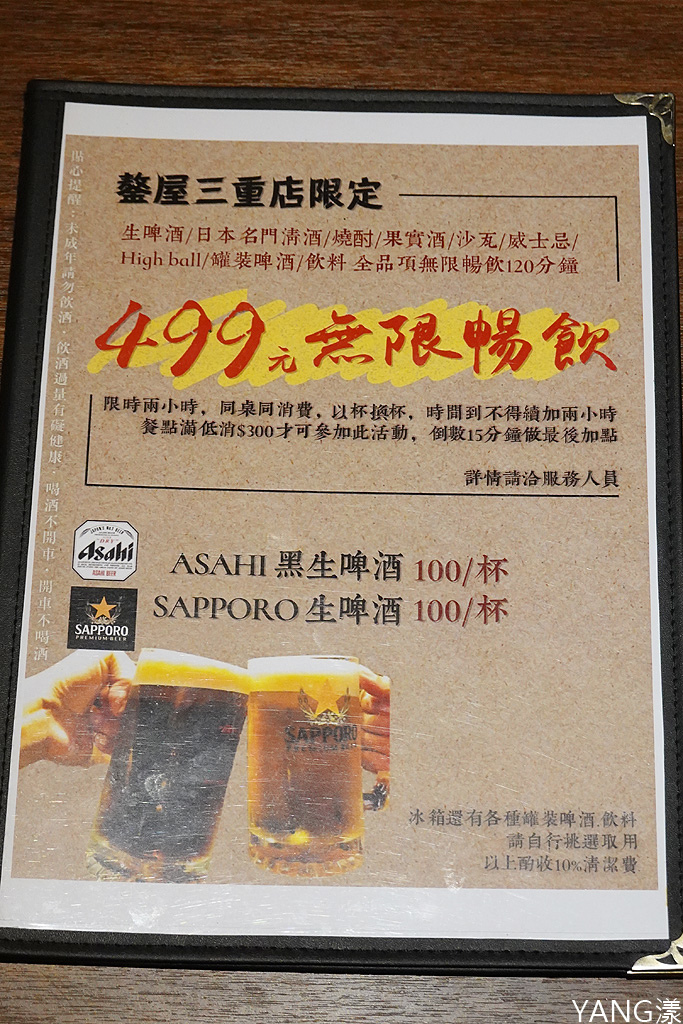 鏊屋三重店限定
生啤酒/日本名門清酒/燒酎/果實酒/沙瓦/威士忌/
High ball/罐裝啤酒/飲料 全品項無限暢飲120分鐘
499元無限暢飲
限時兩小時，同桌同消費，以杯換杯，時間到不得續加兩小時
餐點滿低消$300才可參加此活動，倒數15分鐘做最後加點
詳情請洽服務人員
貼心提醒：未成年請勿飲酒．飲酒過量有礙健康．喝酒不開車．開車不喝酒
Asahi
ASAHI BEER
ASAHI 黑生啤酒 100/杯
SAPPORO
PREMIUM BEER
SAPPORO 生啤酒 100/杯
SAPPORO
PREMIUM BEER
冰箱還有各種罐裝啤酒.飲料
請自行挑選取用
以上酌收10%清潔費
YANG漾